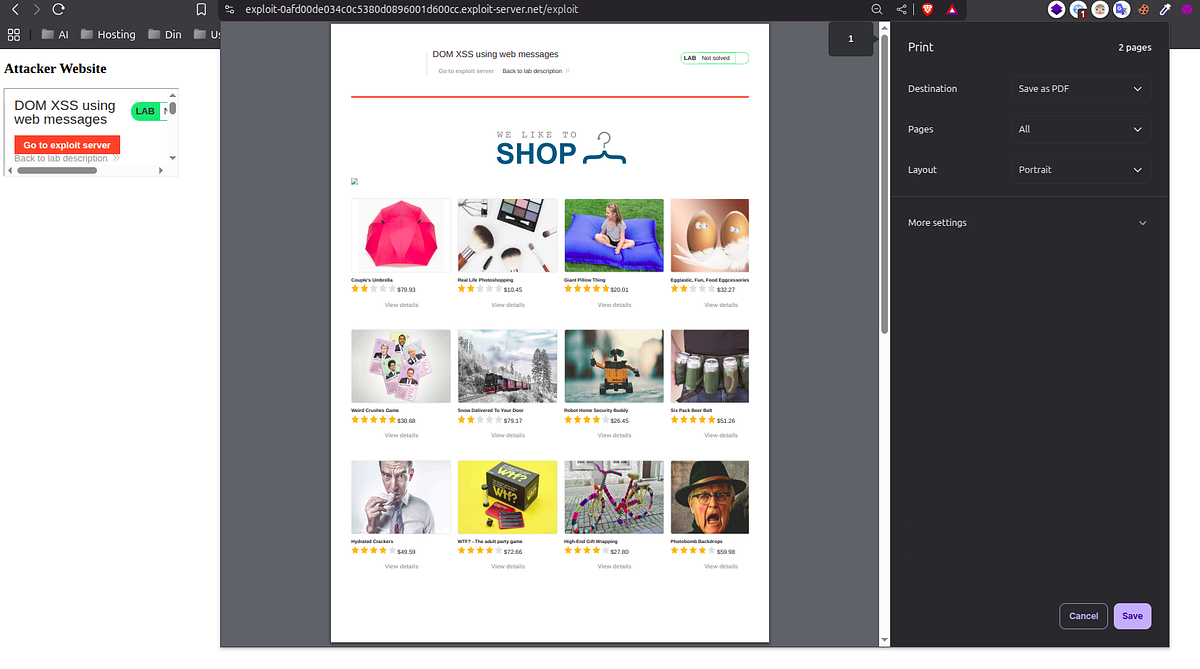 exploit-0afd00de034c0c5380d0896001d600cc.exploit-server.net/exploit
1
AI
Hosting
Din
Us
Attacker Website
DOM XSS using
web messages
LAB
Go to exploit server
Back to lab description
DOM XSS using web messages
Go to exploit server
Back to lab description
LAB Not solved
WE LIKE TO
SHOP
Couple's Umbrella
$79.93
View details
Real Life Photoshopping
$10.45
View details
Giant Pillow Thing
$20.01
View details
Eggtastic, Fun, Food Eggcessories
$32.27
View details
Weird Crushes Game
$30.68
View details
Snow Delivered To Your Door
$79.17
View details
Robot Home Security Buddy
$26.45
View details
Six Pack Beer Belt
$51.26
View details
Hydrated Crackers
$49.59
View details
Wtf?
Wtf?
WTF? - The adult party game
$72.66
View details
High-End Gift Wrapping
$27.80
View details
Photobomb Backdrops
$59.98
View details
1
Print
2 pages
Destination
Save as PDF
Pages
All
Layout
Portrait
More settings
Cancel
Save